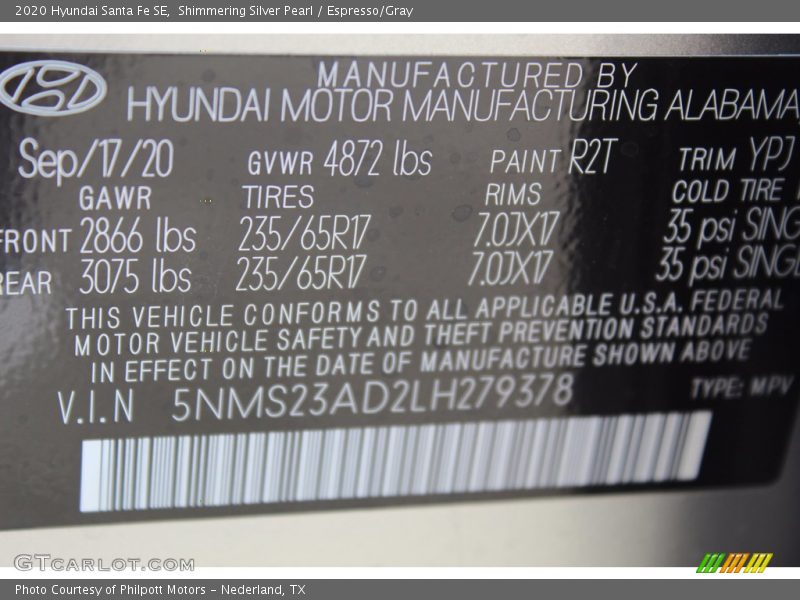 2020 Hyundai Santa Fe SE,  Shimmering Silver Pearl / Espresso/Gray
MANUFACTURED BY
HYUNDAI MOTOR MANUFACTURING ALABAMA
Sep/17/20 GVWR 4872 lbs PAINT R2T TRIM YPJ
GAWR TIRES RIMS COLD TIRE
FRONT 2866 lbs 235/65R17 7.0JX17 35 psi SING
REAR 3075 lbs 235/65R17 7.0JX17 35 psi SINGL
THIS VEHICLE CONFORMS TO ALL APPLICABLE U.S.A. FEDERAL
MOTOR VEHICLE SAFETY AND THEFT PREVENTION STANDARDS
IN EFFECT ON THE DATE OF MANUFACTURE SHOWN ABOVE
V.I.N 5NMS23AD2LH279378 TYPE: MPV
GTCARLOT.COM
Photo Courtesy of Philpott Motors - Nederland, TX